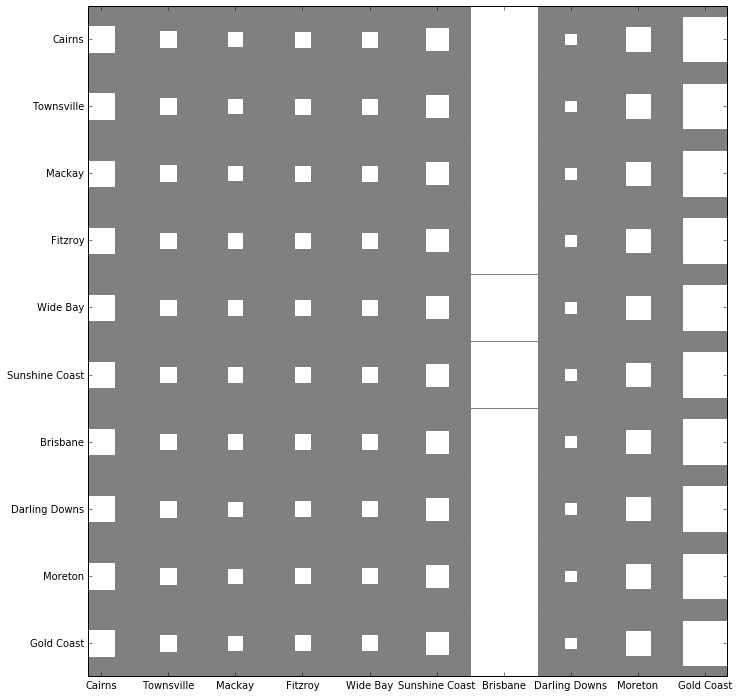 Cairns
Townsville
Mackay
Fitzroy
Wide Bay
Sunshine Coast
Brisbane
Darling Downs
Moreton
Gold Coast
Cairns Townsville Mackay Fitzroy Wide Bay Sunshine Coast Brisbane Darling Downs Moreton Gold Coast